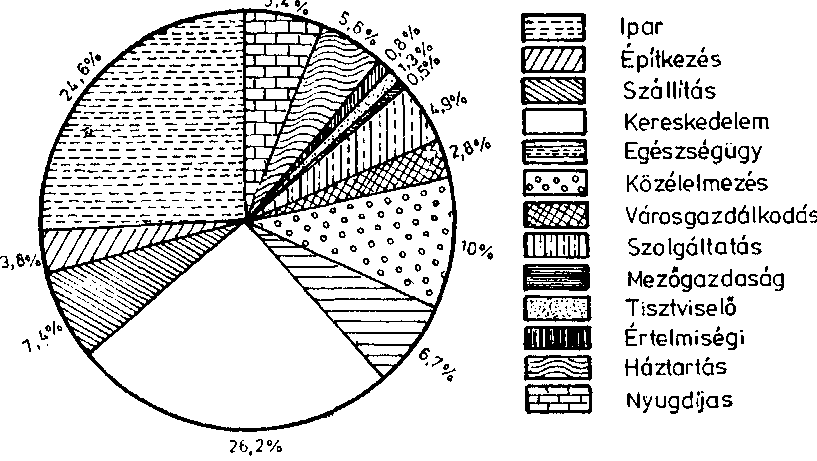 5,4%
5,6%
0,8%
1,3%
0,5%
4,9%
2,8%
10%
6,7%
26,2%
7,4%
3,8%
24,6%
Ipar
Építkezés
Szállítás
Kereskedelem
Egészségügy
Közélelmezés
Városgazdálkodás
Szolgáltatás
Mezőgazdaság
Tisztviselő
Értelmiségi
Háztartás
Nyugdíjas